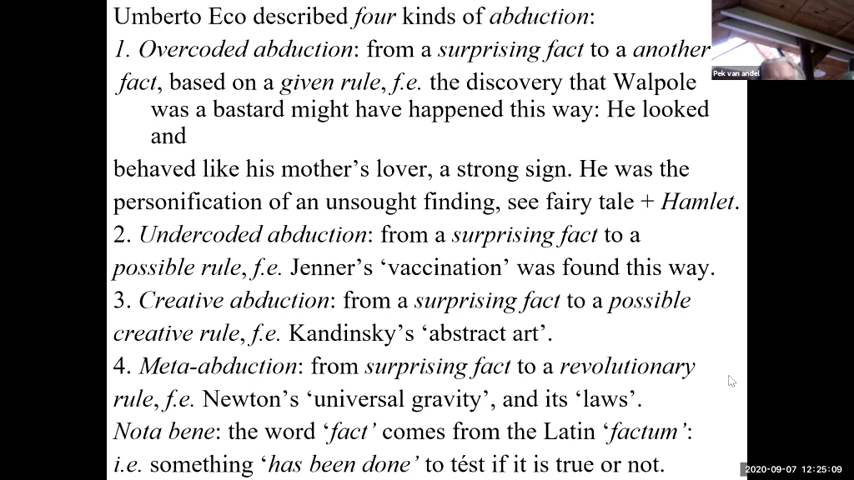 Umberto Eco described four kinds of abduction:
1. Overcoded abduction: from a surprising fact to a another
fact, based on a given rule, f.e. the discovery that Walpole
was a bastard might have happened this way: He looked
and
behaved like his mother’s lover, a strong sign. He was the
personification of an unsought finding, see fairy tale + Hamlet.
2. Undercoded abduction: from a surprising fact to a
possible rule, f.e. Jenner’s ‘vaccination’ was found this way.
3. Creative abduction: from a surprising fact to a possible
creative rule, f.e. Kandinsky’s ‘abstract art’.
4. Meta-abduction: from surprising fact to a revolutionary
rule, f.e. Newton’s ‘universal gravity’, and its ‘laws’.
Nota bene: the word ‘fact’ comes from the Latin ‘factum’:
i.e. something ‘has been done’ to tést if it is true or not.
Pek van andel
2020-09-07 12:25:09